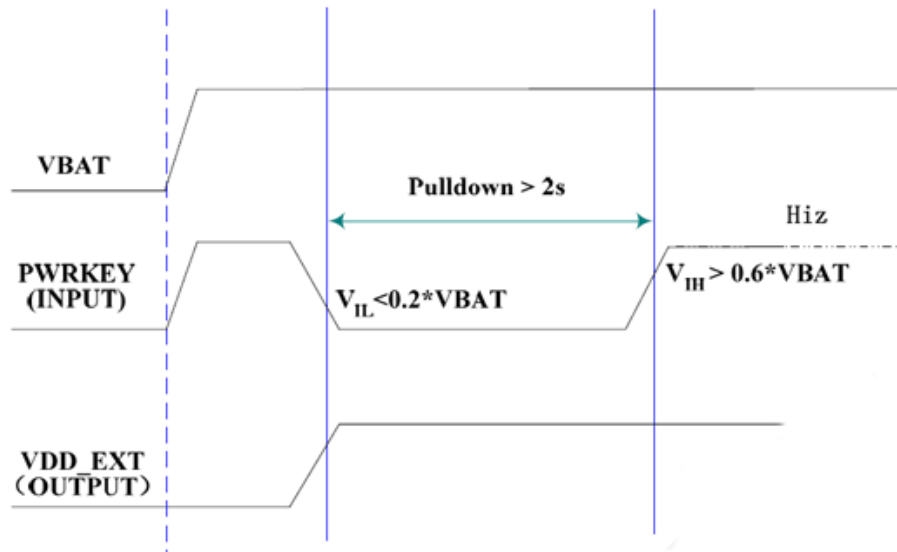 VBAT
Pulldown > 2s
Hiz
PWRKEY
(INPUT)
VIL<0.2*VBAT
VIH> 0.6*VBAT
VDD_EXT
（OUTPUT）